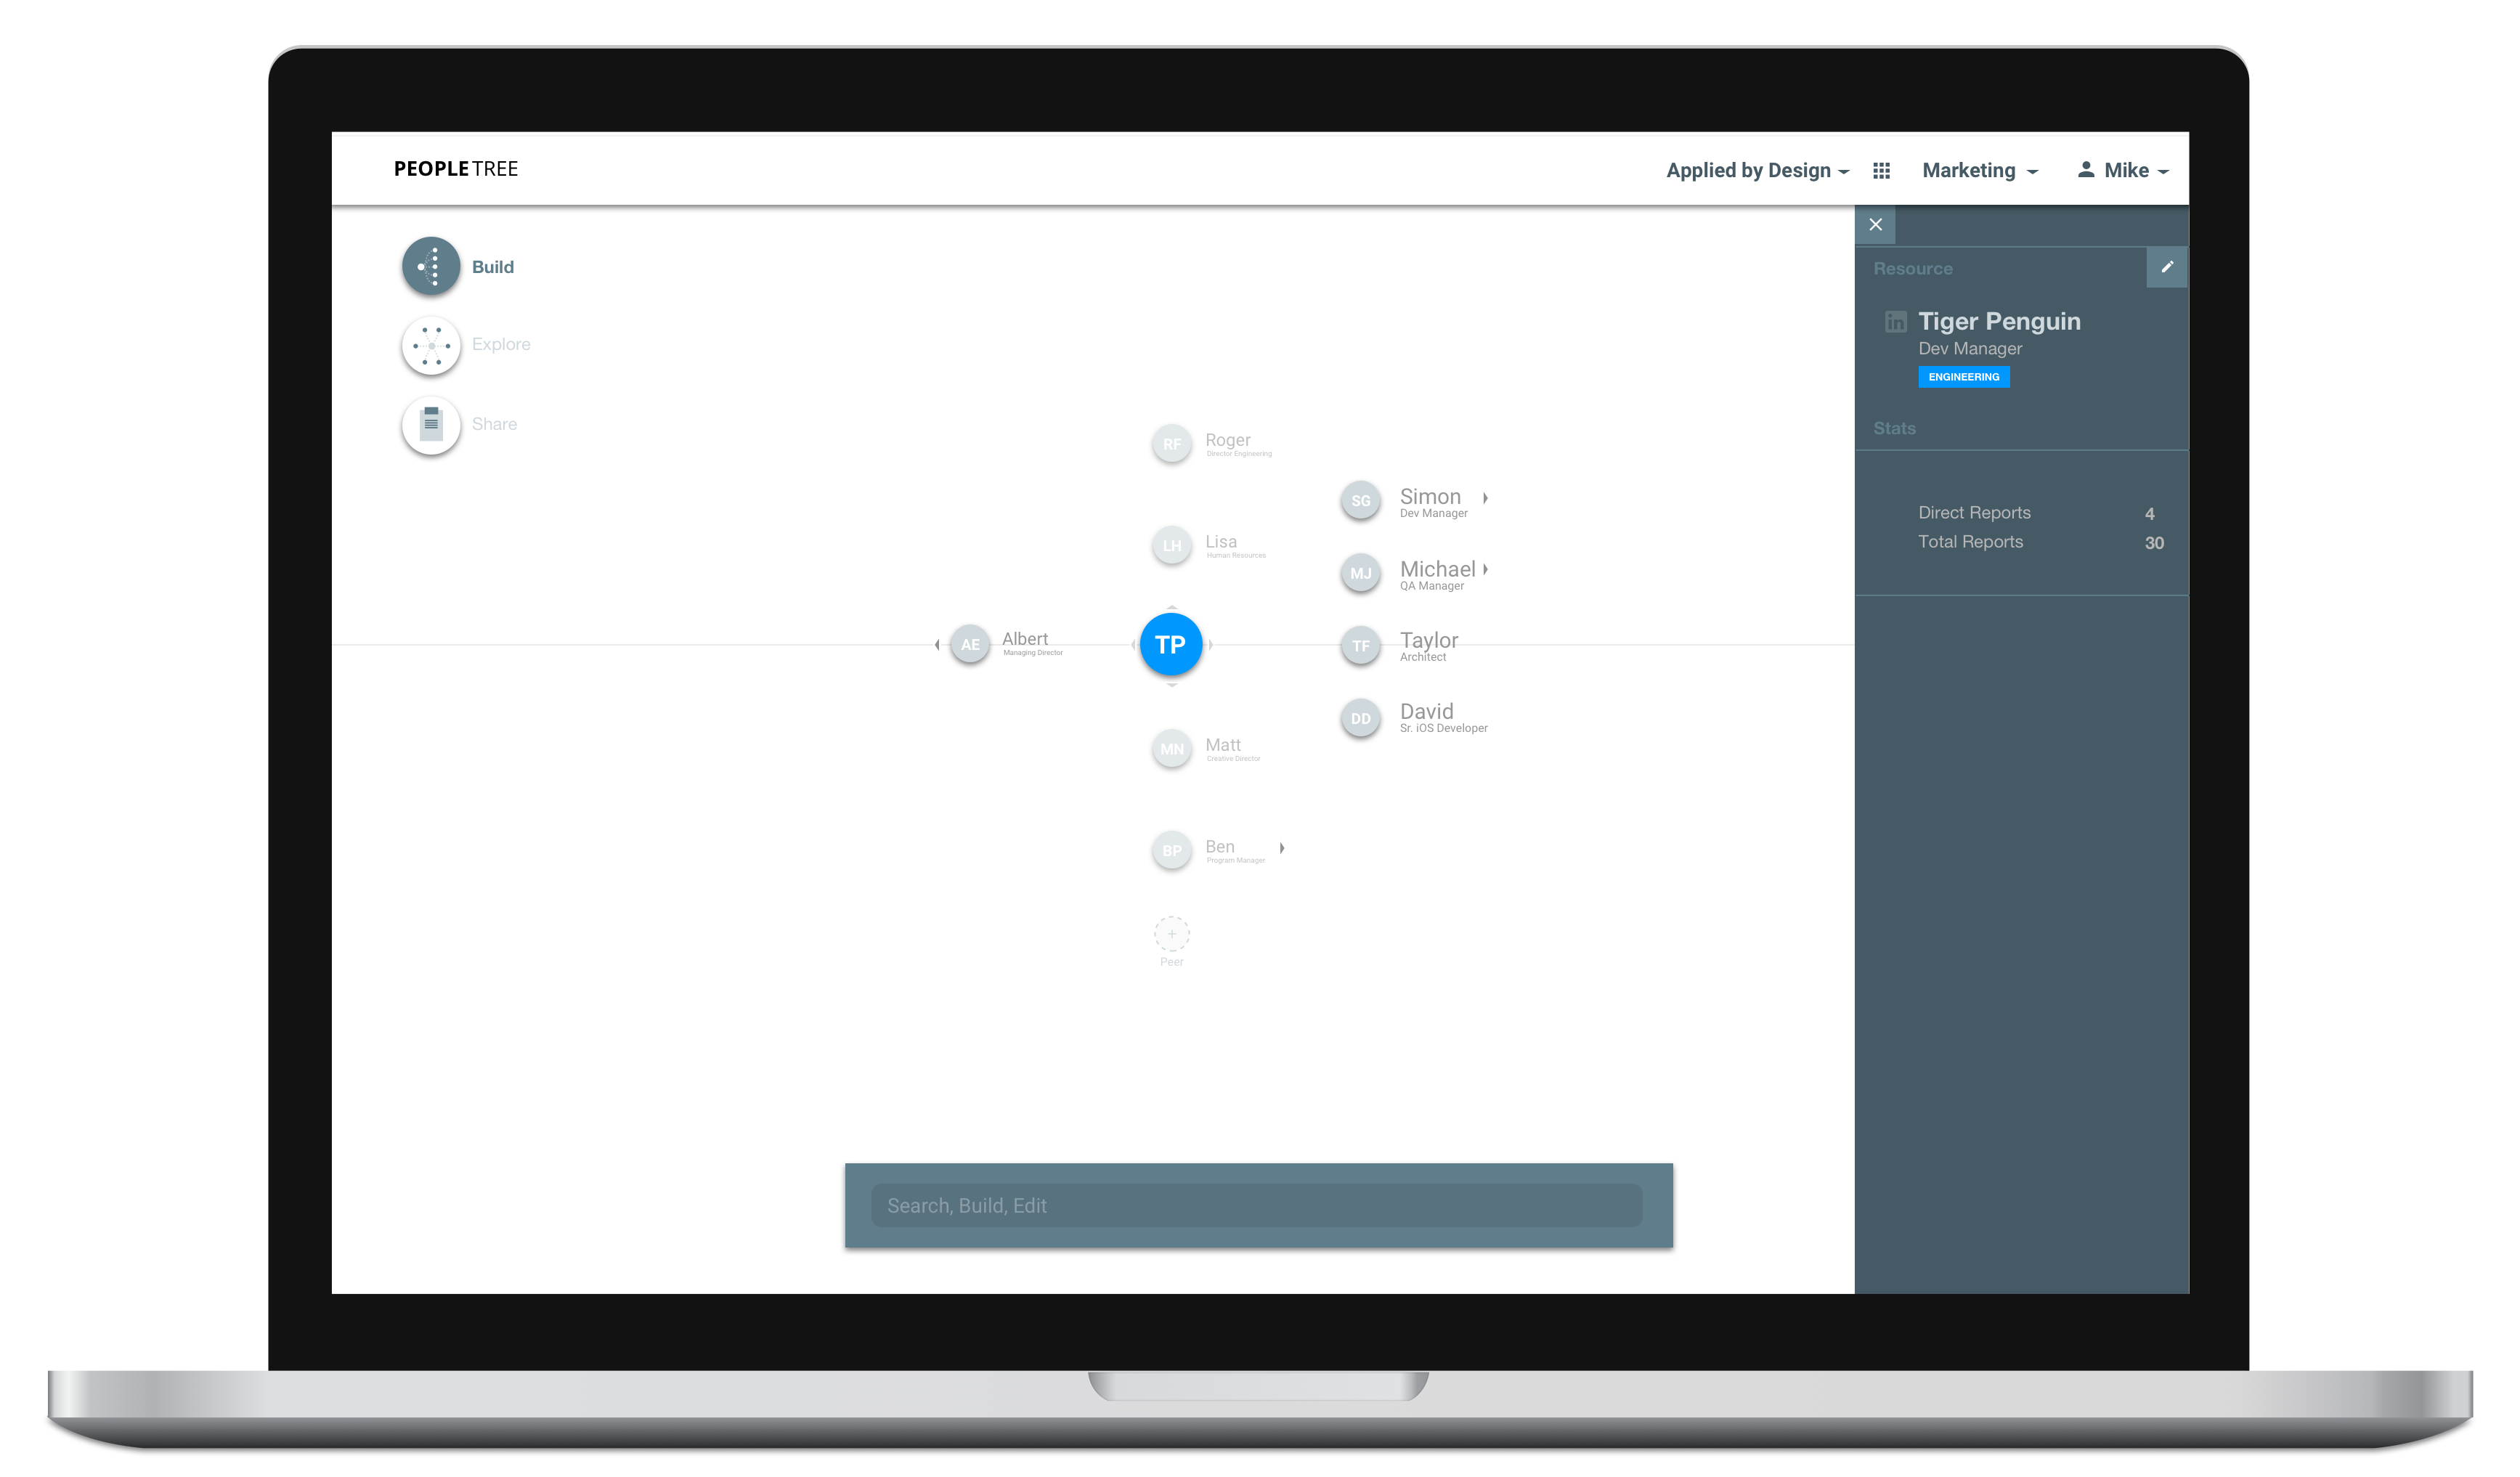 PEOPLETREE
Applied by Design
Marketing
Mike
Build
Explore
Share
RF
Roger
Director Engineering
LH
Lisa
Human Resources
AE
Albert
Managing Director
TP
MN
Matt
Creative Director
BP
Ben
Program Manager
+
Peer
SG
Simon
Dev Manager
MJ
Michael
QA Manager
TF
Taylor
Architect
DD
David
Sr. iOS Developer
Search, Build, Edit
Resource
in
Tiger Penguin
Dev Manager
ENGINEERING
Stats
Direct Reports 4
Total Reports 30